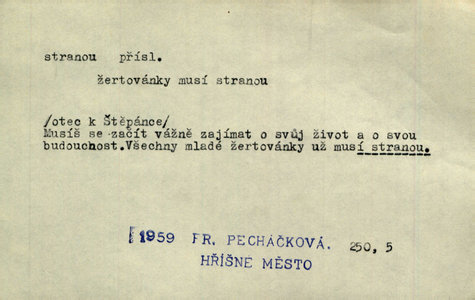 stranou přísl.
žertovánky musí stranou
/otec k Štěpánce/
Musíš se začít vážně zajímat o svůj život a o svou
budoucnost.Všechny mladé žertovánky už musí stranou.
1959 FR. PECHÁČKOVÁ. 250, 5
HŘÍŠNE MĚSTO